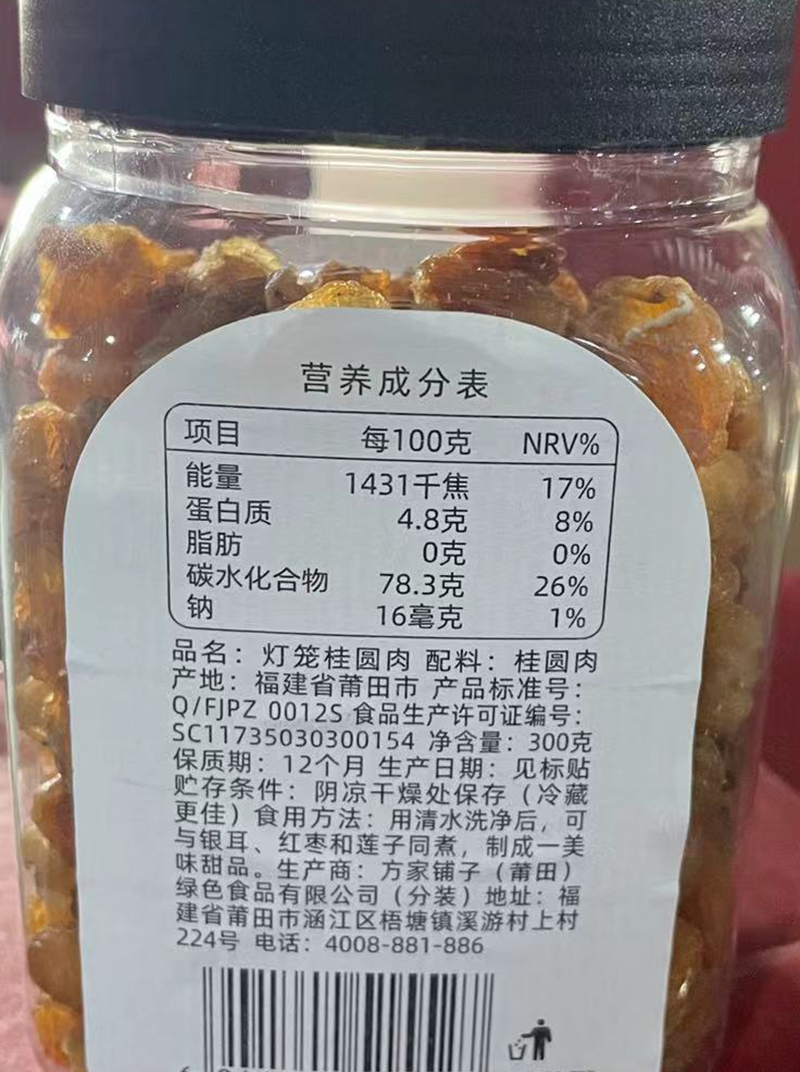 营养成分表
项目 每100克 NRV%
能量 1431千焦 17%
蛋白质 4.8克 8%
脂肪 0克 0%
碳水化合物 78.3克 26%
钠 16毫克 1%
品名：灯笼桂圆肉 配料：桂圆肉
产地：福建省莆田市 产品标准号：
Q/FJPZ 0012S 食品生产许可证编号：
SC11735030300154 净含量：300克
保质期：12个月 生产日期：见标贴
贮存条件：阴凉干燥处保存（冷藏
更佳）食用方法：用清水洗净后，可
与银耳、红枣和莲子同煮，制成一美
味甜品。生产商：方家铺子（莆田）
绿色食品有限公司（分装）地址：福
建省莆田市涵江区梧塘镇溪游村上村
224号 电话：4008-881-886